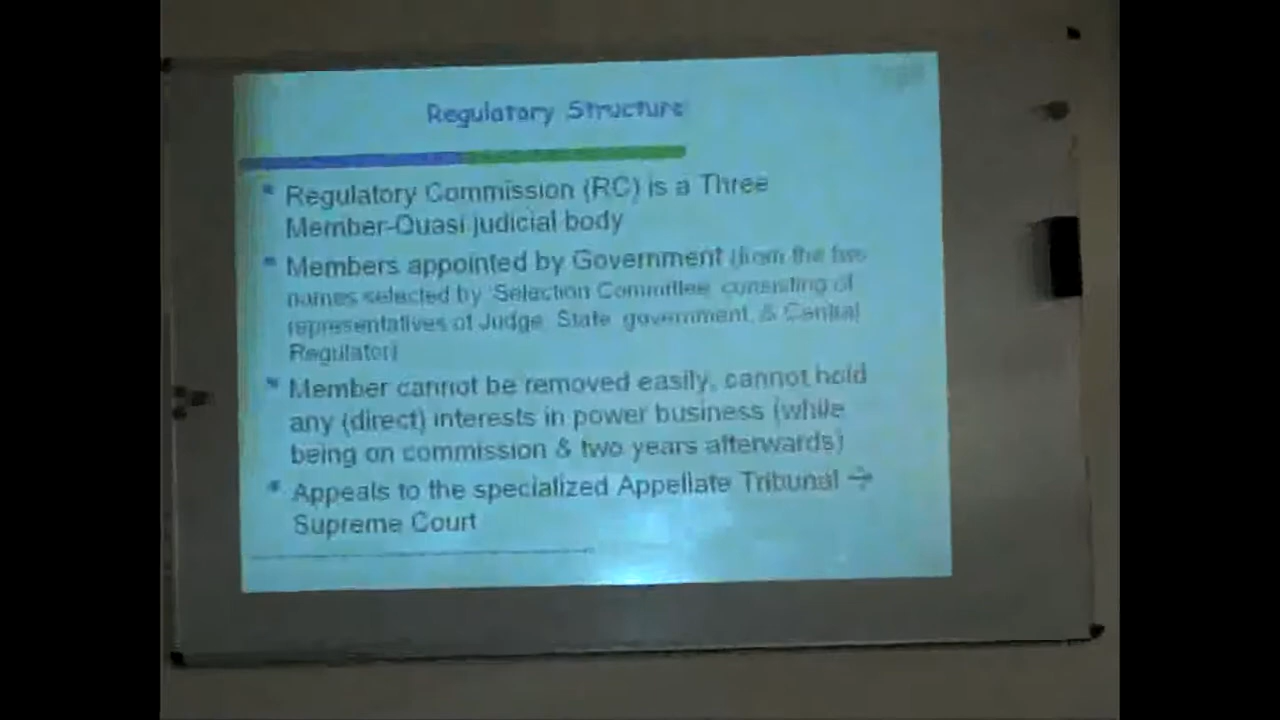 Regulatory Structure
Regulatory Commission (RC) is a Three
Member-Quasi judicial body
Members appointed by Government (from the two
names selected by 'Selection Committee' consisting of
representatives of Judge, State government, & Central
Regulator)
Member cannot be removed easily, cannot hold
any (direct) interests in power business (while
being on commission & two years afterwards)
Appeals to the specialized Appellate Tribunal →
Supreme Court